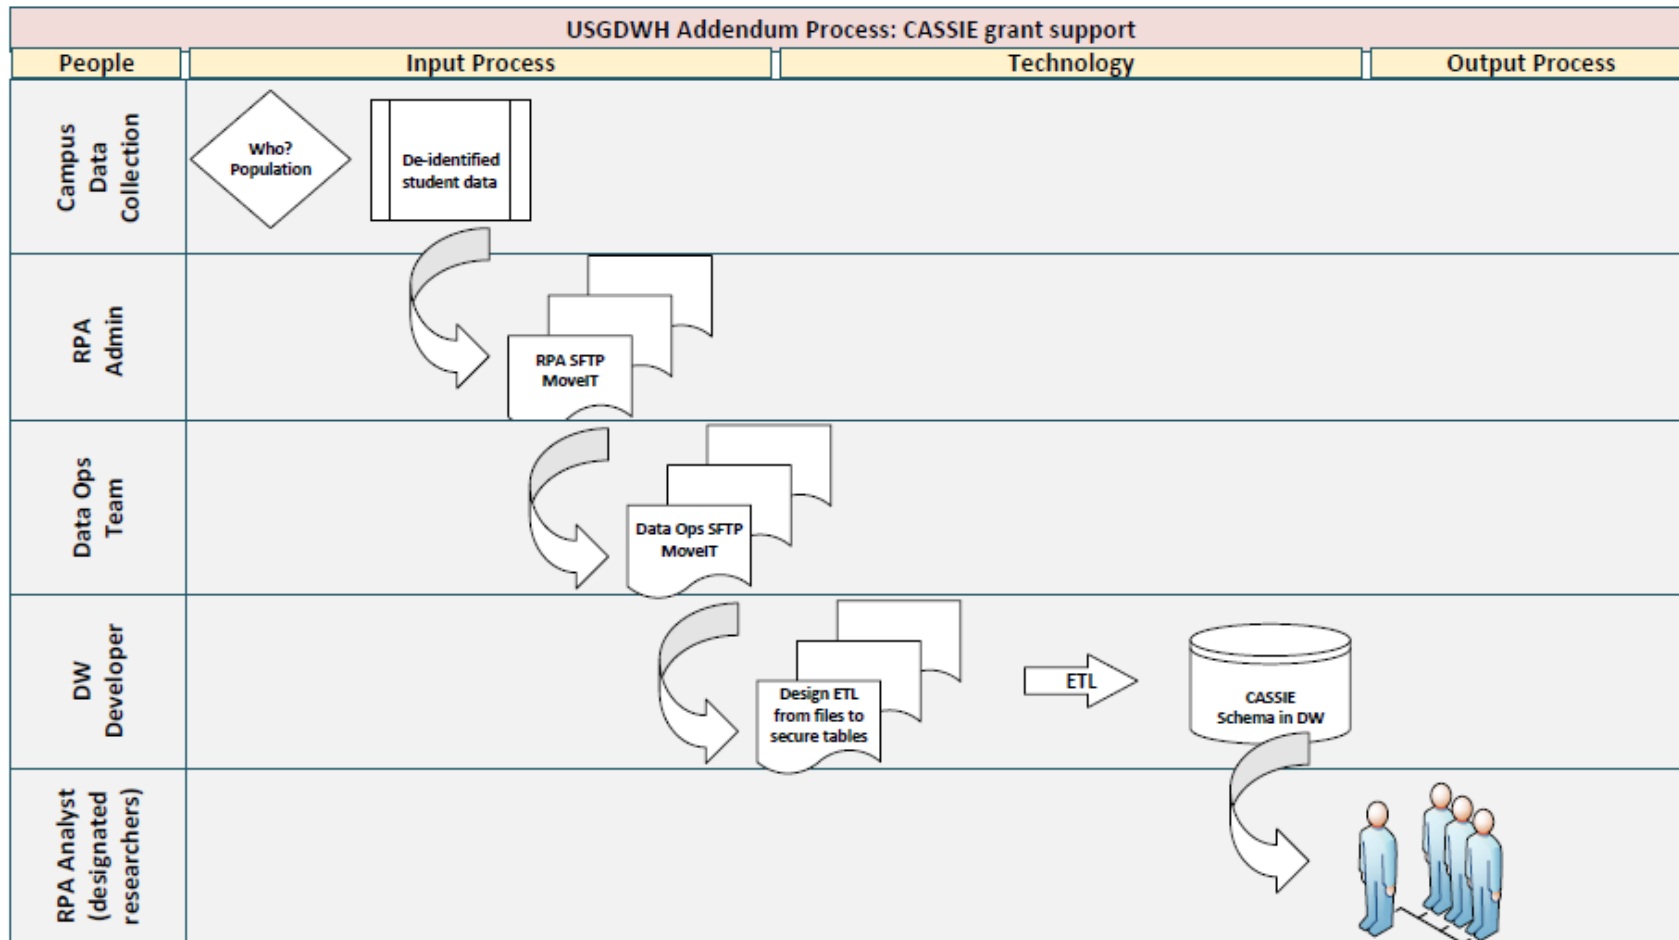 USGDWH Addendum Process: CASSIE grant support
People
Input Process
Technology
Output Process
Campus
Data
Collection
Who?
Population
De-identified
student data
RPA
Admin
RPA SFTP
MoveIT
Data Ops
Team
Data Ops SFTP
MoveIT
DW
Developer
Design ETL
from files to
secure tables
ETL
CASSIE
Schema in DW
RPA Analyst
(designated
researchers)